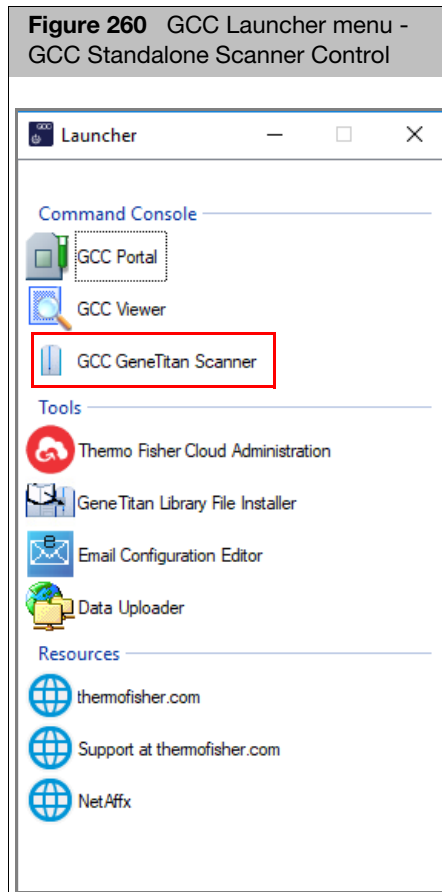 Figure 260 GCC Launcher menu -
GCC Standalone Scanner Control
GCC
Launcher
Command Console
GCC Portal
GCC Viewer
GCC GeneTitan Scanner
Tools
Thermo Fisher Cloud Administration
GeneTitan Library File Installer
e
Email Configuration Editor
Data Uploader
Resources
thermofisher.com
Support at thermofisher.com
NetAffx